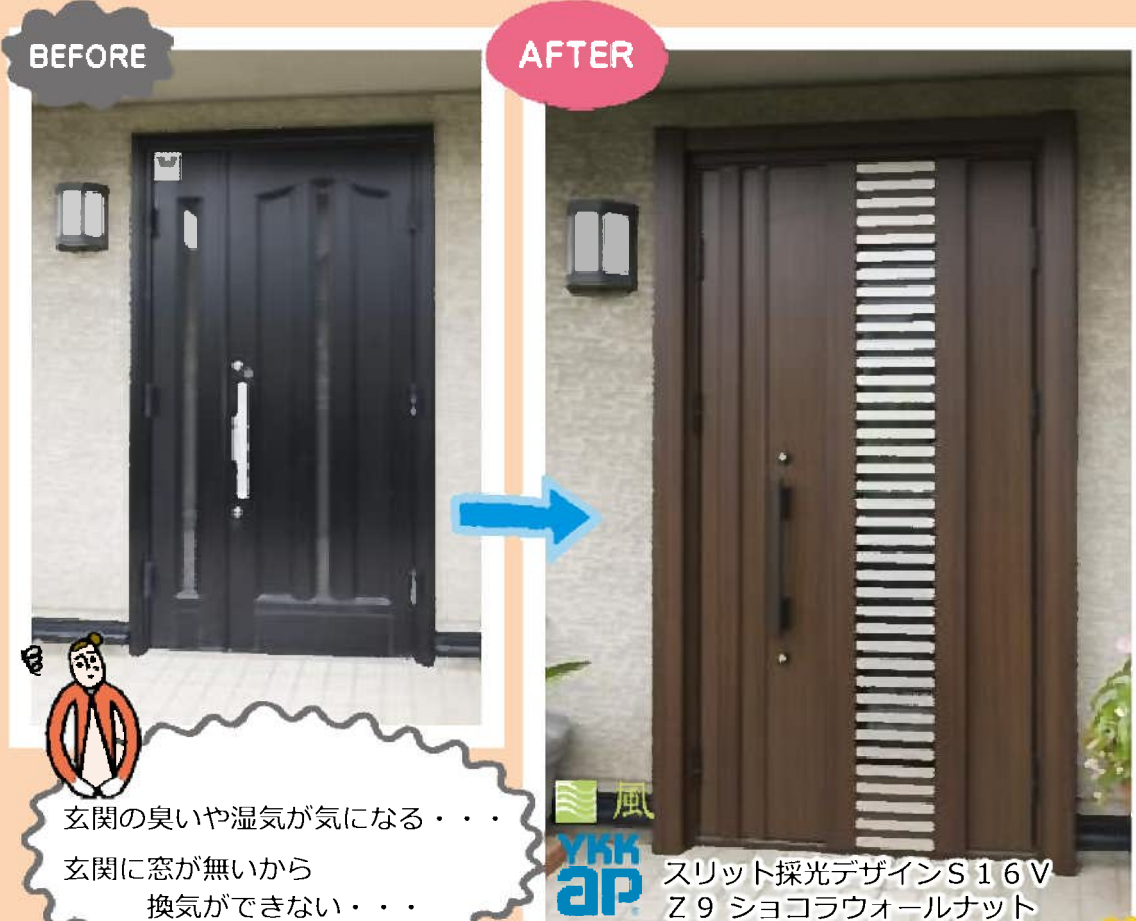 BEFORE
AFTER
玄関の臭いや湿気が気になる・・・
玄関に窓が無いから
換気ができない・・・
風
YKK
ap
スリット採光デザインS16V
Z9 ショコラウォールナット